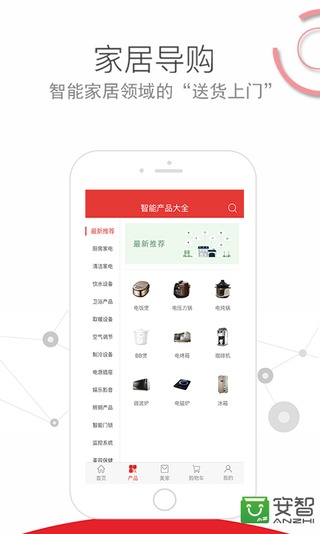 家居导购
智能家居领域的“送货上门”
智能产品大全
最新推荐
厨房家电
清洁家电
饮水设备
卫浴产品
取暖设备
空气调节
制冷设备
电源插座
娱乐影音
照明产品
智能门锁
监控系统
美容保健
最新推荐
电饭煲
电压力锅
电炖锅
BB煲
电烤箱
咖啡机
微波炉
电磁炉
冰箱
首页
产品
美家
购物车
我的
安智
ANZHI